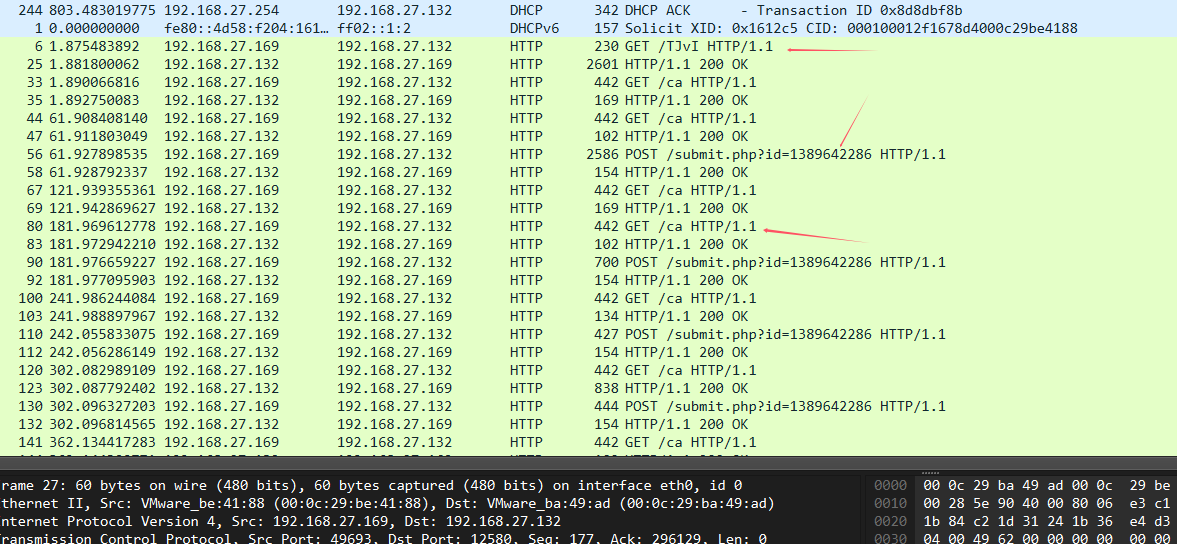 244 803.483019775 192.168.27.254 192.168.27.132 DHCP 342 DHCP ACK - Transaction ID 0x8d8dbf8b
1 0.000000000 fe80::4d58:f204:161… ff02::1:2 DHCPv6 157 Solicit XID: 0x1612c5 CID: 000100012f1678d4000c29be4188
6 1.875483892 192.168.27.169 192.168.27.132 HTTP 230 GET /TJvI HTTP/1.1
25 1.881800062 192.168.27.132 192.168.27.169 HTTP 2601 HTTP/1.1 200 OK
33 1.890066816 192.168.27.169 192.168.27.132 HTTP 442 GET /ca HTTP/1.1
35 1.892750083 192.168.27.132 192.168.27.169 HTTP 169 HTTP/1.1 200 OK
44 61.908408140 192.168.27.169 192.168.27.132 HTTP 442 GET /ca HTTP/1.1
47 61.911803049 192.168.27.132 192.168.27.169 HTTP 102 HTTP/1.1 200 OK
56 61.927898535 192.168.27.169 192.168.27.132 HTTP 2586 POST /submit.php?id=1389642286 HTTP/1.1
58 61.928792337 192.168.27.132 192.168.27.169 HTTP 154 HTTP/1.1 200 OK
67 121.939355361 192.168.27.169 192.168.27.132 HTTP 442 GET /ca HTTP/1.1
69 121.942869627 192.168.27.132 192.168.27.169 HTTP 169 HTTP/1.1 200 OK
80 181.969612778 192.168.27.169 192.168.27.132 HTTP 442 GET /ca HTTP/1.1
83 181.972942210 192.168.27.132 192.168.27.169 HTTP 102 HTTP/1.1 200 OK
90 181.976659227 192.168.27.169 192.168.27.132 HTTP 700 POST /submit.php?id=1389642286 HTTP/1.1
92 181.977095903 192.168.27.132 192.168.27.169 HTTP 154 HTTP/1.1 200 OK
100 241.986244084 192.168.27.169 192.168.27.132 HTTP 442 GET /ca HTTP/1.1
103 241.988897967 192.168.27.132 192.168.27.169 HTTP 134 HTTP/1.1 200 OK
110 242.055833075 192.168.27.169 192.168.27.132 HTTP 427 POST /submit.php?id=1389642286 HTTP/1.1
112 242.056286149 192.168.27.132 192.168.27.169 HTTP 154 HTTP/1.1 200 OK
120 302.082989109 192.168.27.169 192.168.27.132 HTTP 442 GET /ca HTTP/1.1
123 302.087792402 192.168.27.132 192.168.27.169 HTTP 838 HTTP/1.1 200 OK
130 302.096327203 192.168.27.169 192.168.27.132 HTTP 444 POST /submit.php?id=1389642286 HTTP/1.1
132 302.096814565 192.168.27.132 192.168.27.169 HTTP 154 HTTP/1.1 200 OK
141 362.134417283 192.168.27.169 192.168.27.132 HTTP 442 GET /ca HTTP/1.1
rame 27: 60 bytes on wire (480 bits), 60 bytes captured (480 bits) on interface eth0, id 0
thernet II, Src: VMware_be:41:88 (00:0c:29:be:41:88), Dst: VMware_ba:49:ad (00:0c:29:ba:49:ad)
nternet Protocol Version 4, Src: 192.168.27.169, Dst: 192.168.27.132
ransmission Control Protocol, Src Port: 49693, Dst Port: 12580, Seq: 177, Ack: 296129, Len: 0
0000 00 0c 29 ba 49 ad 00 0c 29 be
0010 00 28 5e 90 40 00 80 06 e3 c1
0020 1b 84 c2 1d 31 24 1b 36 e4 d3
0030 04 00 49 62 00 00 00 00 00 00